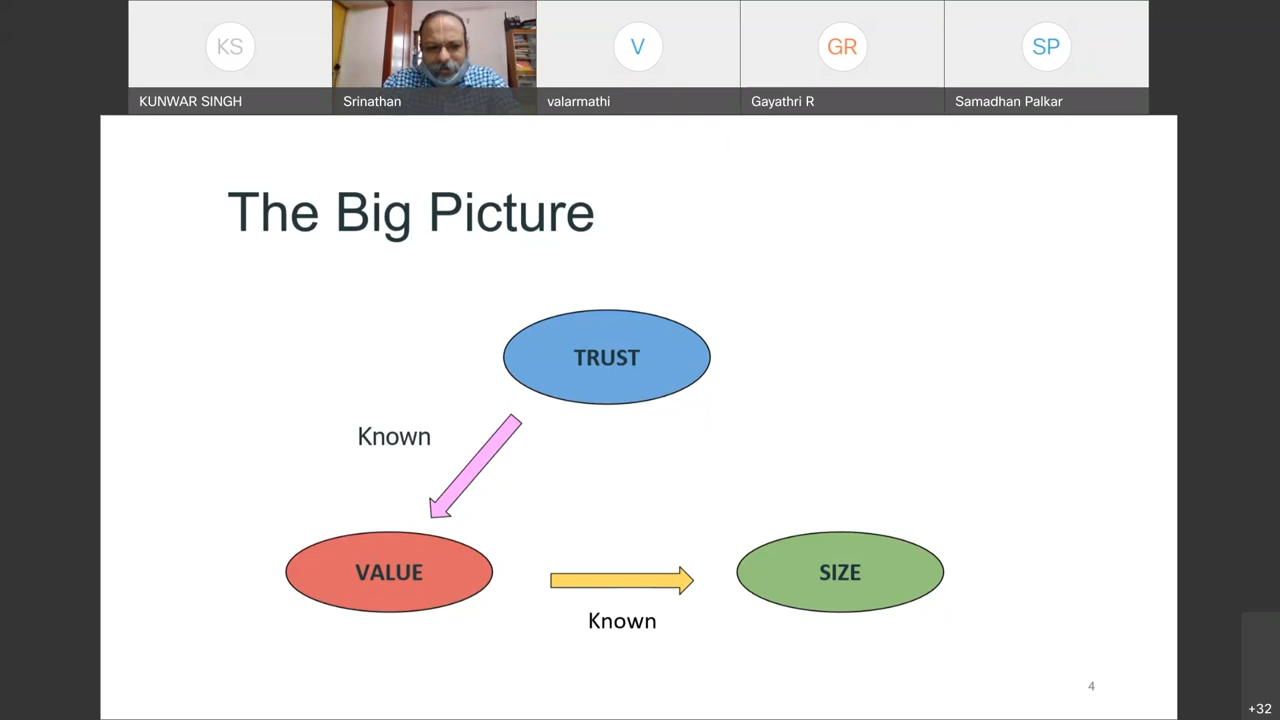 KS
V
GR
SP
KUNWAR SINGH
Srinathan
valarmathi
Gayathri R
Samadhan Palkar
The Big Picture
TRUST
Known
VALUE
SIZE
Known
4
+32